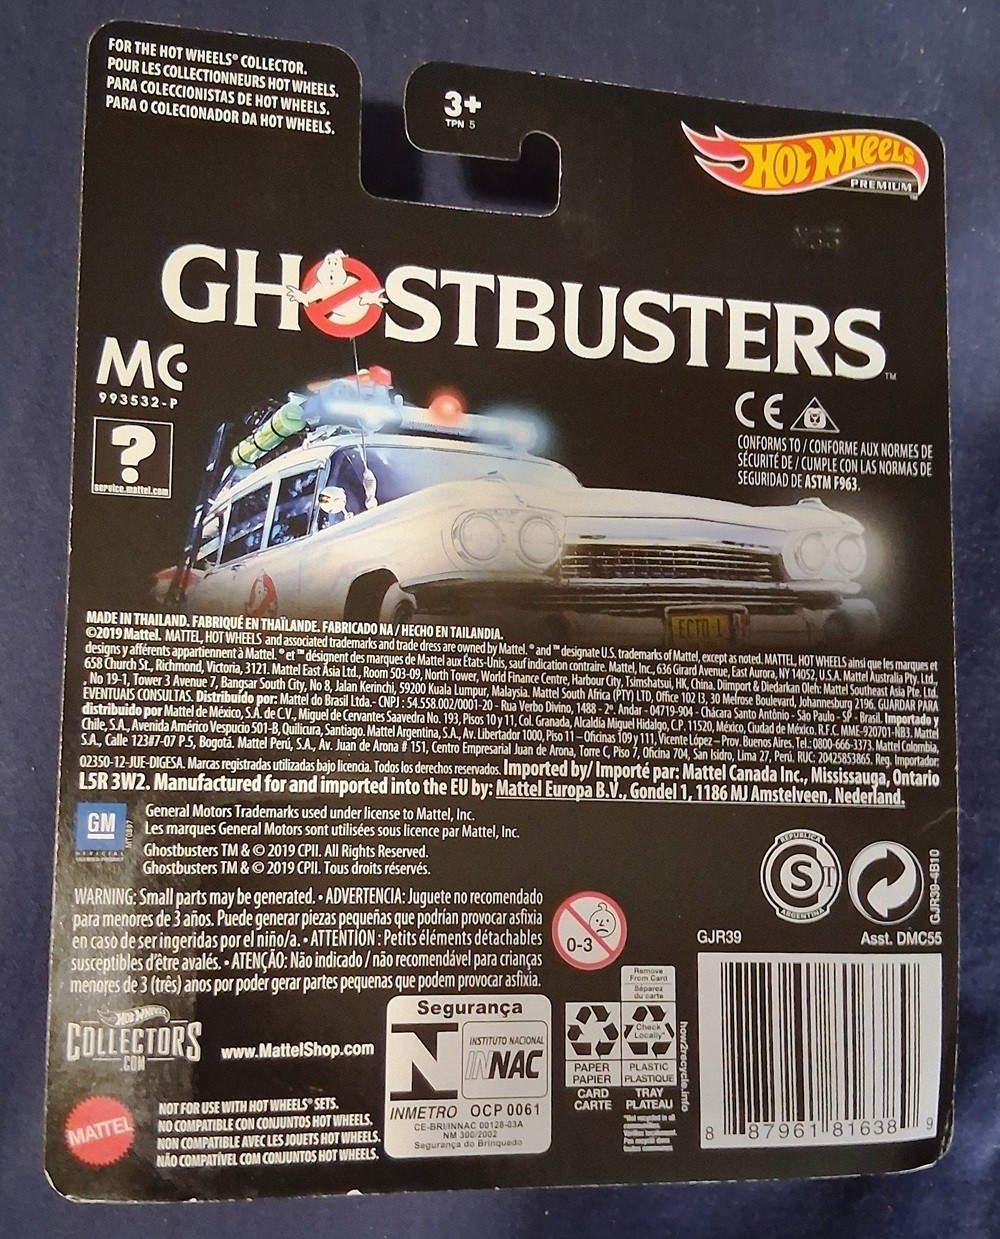 FOR THE HOT WHEELS® COLLECTOR.
POUR LES COLLECTIONNEURS HOT WHEELS.
PARA COLECCIONISTAS DE HOT WHEELS.
PARA O COLECIONADOR DA HOT WHEELS.
3+
TPN 5
HOT WHEELS
PREMIUM™
GHOSTBUSTERS™
MC
993532-P
?
service.mattel.com
CE
CONFORMS TO / CONFORME AUX NORMES DE
SÉCURITÉ DE / CUMPLE CON LAS NORMAS DE
SEGURIDAD DE ASTM F963.
ECTO-1
MADE IN THAILAND. FABRIQUÉ EN THAÏLANDE. FABRICADO NA / HECHO EN TAILANDIA.
©2019 Mattel. MATTEL, HOT WHEELS and associated trademarks and trade dress are owned by Mattel. ® and ™ designate U.S. trademarks of Mattel, except as noted. MATTEL, HOT WHEELS ainsi que les marques et
designs y afférents appartiennent à Mattel. ® et ™ désignent des marques de Mattel aux États-Unis, sauf indication contraire. Mattel, Inc., 636 Girard Avenue, East Aurora, NY 14052, U.S.A. Mattel Australia Pty. Ltd.,
658 Church St., Richmond, Victoria, 3121. Mattel East Asia Ltd., Room 503-09, North Tower, World Finance Centre, Harbour City, Tsimshatsui, HK, China. Diimport & Diedarkan Oleh: Mattel Southeast Asia Pte. Ltd.
, No 19-1, Tower 3 Avenue 7, Bangsar South City, No 8, Jalan Kerinchi, 59200 Kuala Lumpur, Malaysia. Mattel South Africa (PTY) LTD, Office 102 I3, 30 Melrose Boulevard, Johannesburg 2196. GUARDAR PARA
EVENTUAIS CONSULTAS. Distribuído por: Mattel do Brasil Ltda.- CNPJ : 54.558.002/0001-20 - Rua Verbo Divino, 1488 - 2º. Andar - 04719-904 - Chácara Santo Antônio - São Paulo - SP - Brasil. Importado y
distribuido por Mattel de México, S.A. de C.V., Miguel de Cervantes Saavedra No. 193, Pisos 10 y 11, Col. Granada, Alcaldía Miguel Hidalgo, C.P. 11520, México, Ciudad de México. R.F.C. MME-920701-NB3. Mattel
Chile, S.A., Avenida Américo Vespucio 501-B, Quilicura, Santiago. Mattel Argentina, S.A., Av. Libertador 1000, Piso 11 – Oficinas 109 y 111, Vicente López – Prov. Buenos Aires. Tel.: 0800-666-3373. Mattel Colombia,
S.A., Calle 123#7-07 P.5, Bogotá. Mattel Perú, S.A., Av. Juan de Arona # 151, Centro Empresarial Juan de Arona, Torre C, Piso 7, Oficina 704, San Isidro, Lima 27, Perú. RUC: 20425853865. Reg. Importador:
02350-12-JUE-DIGESA. Marcas registradas utilizadas bajo licencia. Todos los derechos reservados. Imported by/ Importé par: Mattel Canada Inc., Mississauga, Ontario
L5R 3W2. Manufactured for and imported into the EU by: Mattel Europa B.V., Gondel 1, 1186 MJ Amstelveen, Nederland.
GM
OFFICIAL
LICENSED PRODUCT
MT0897
General Motors Trademarks used under license to Mattel, Inc.
Les marques General Motors sont utilisées sous licence par Mattel, Inc.
Ghostbusters TM & © 2019 CPII. All Rights Reserved.
Ghostbusters TM & © 2019 CPII. Tous droits réservés.
WARNING: Small parts may be generated. • ADVERTENCIA: Juguete no recomendado
para menores de 3 años. Puede generar piezas pequeñas que podrían provocar asfixia
en caso de ser ingeridas por el niño/a. • ATTENTION : Petits éléments détachables
susceptibles d'être avalés. • ATENÇÃO: Não indicado / não recomendável para crianças
menores de 3 (três) anos por poder gerar partes pequenas que podem provocar asfixia.
0-3
REPUBLICA
S I
ARGENTINA
GJR39-4B10
GJR39
Asst. DMC55
HOT WHEELS
COLLECTORS
.COM
www.MattelShop.com
Segurança
N
INSTITUTO NACIONAL
INNAC
INMETRO OCP 0061
CE-BRI/INNAC 00128-03A
NM 300/2002
Segurança do Brinquedo
Remove
From Card
Séparez
du carte
Check
Locally*
PAPER
PAPIER
PLASTIC
PLASTIQUE
CARD
CARTE
TRAY
PLATEAU
how2recycle.info
MATTEL
NOT FOR USE WITH HOT WHEELS® SETS.
NO COMPATIBLE CON CONJUNTOS HOT WHEELS.
NON COMPATIBLE AVEC LES JOUETS HOT WHEELS.
NÃO COMPATÍVEL COM CONJUNTOS HOT WHEELS.
8 87961 81638 9